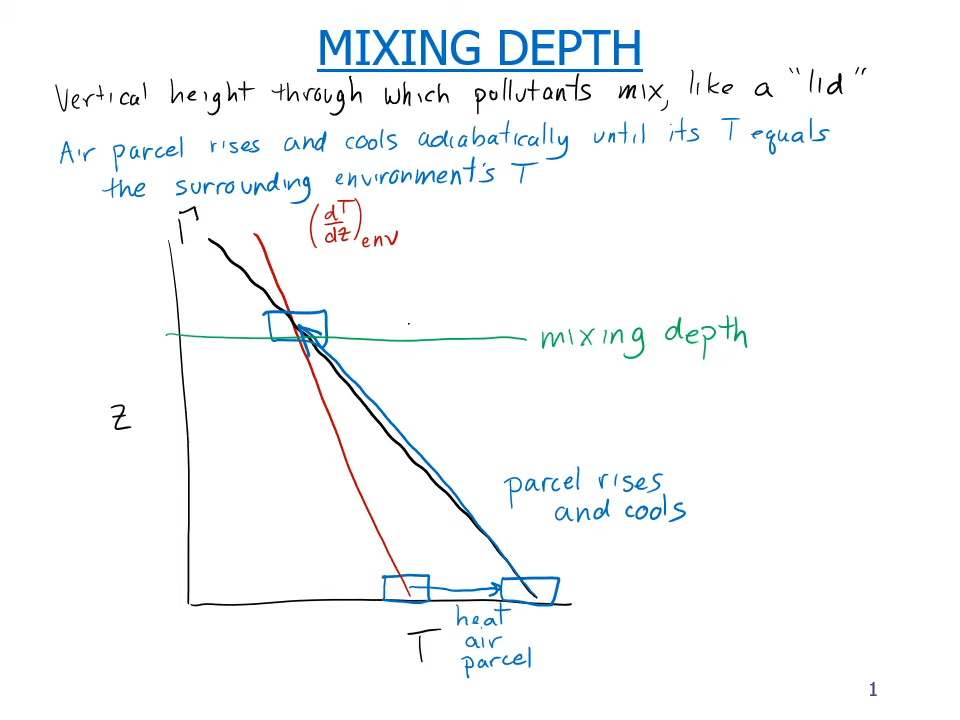 MIXING DEPTH
Vertical height through which pollutants mix, like a "lid"
Air parcel rises and cools adiabatically until its T equals
the surrounding environment's T
Γ
(dT/dZ)env
mixing depth
Z
parcel rises
and cools
T
heat
air
parcel
1